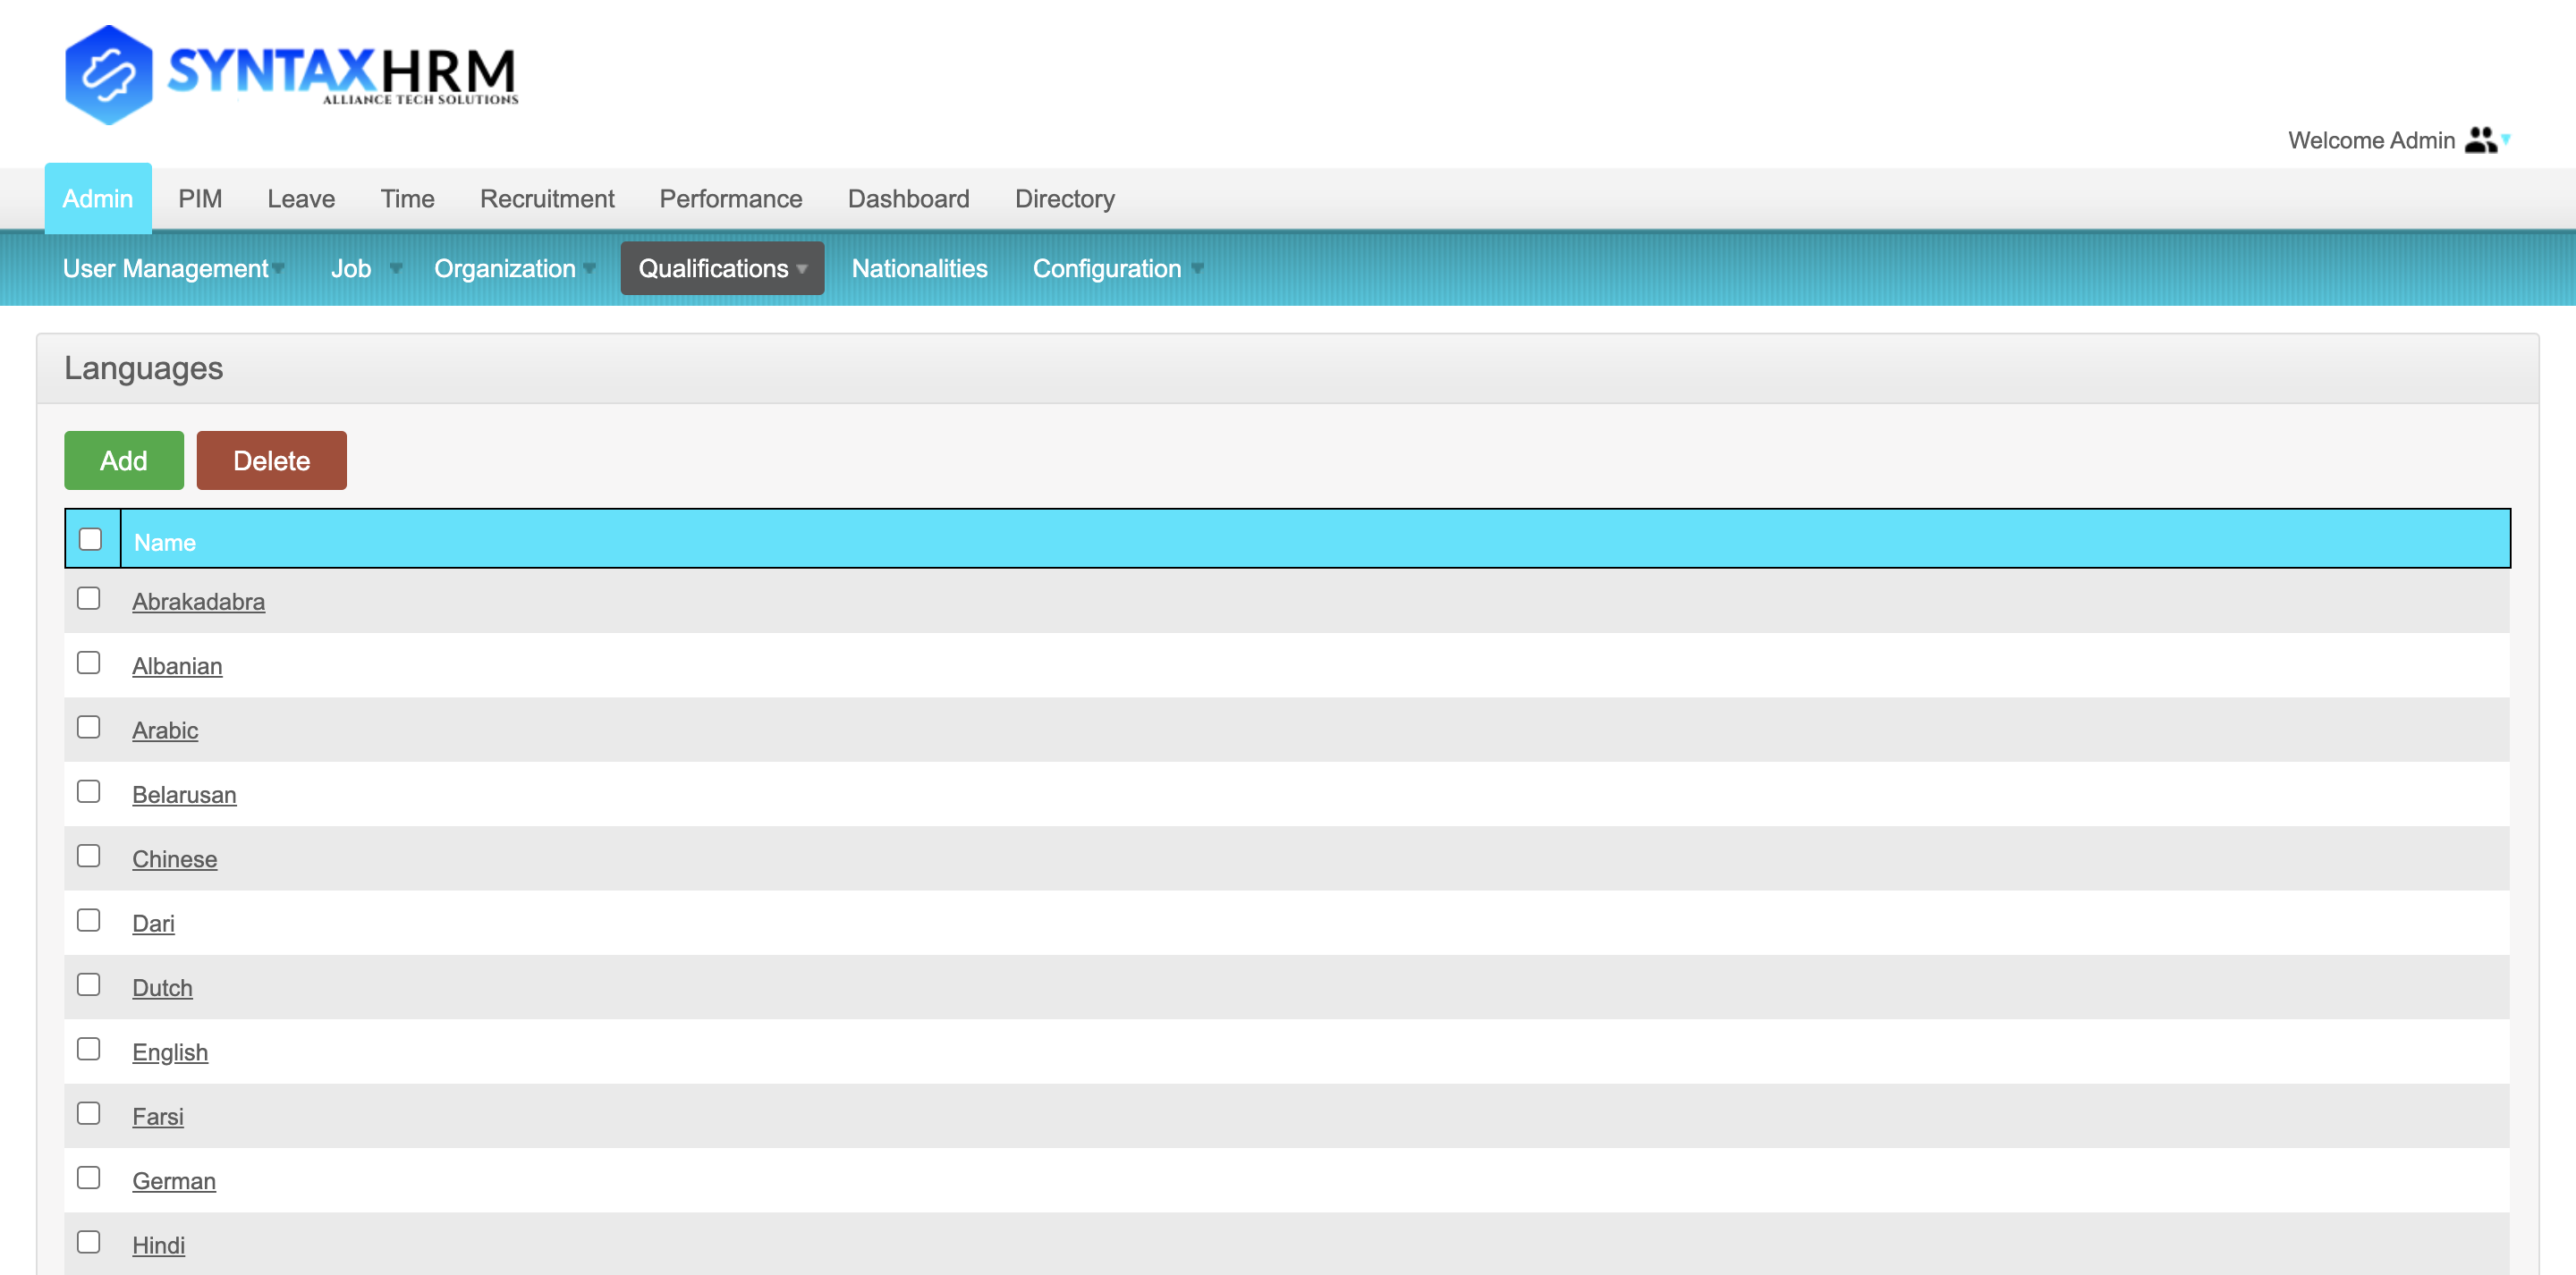 SYNTAXHRM
ALLIANCE TECH SOLUTIONS
Welcome Admin
Admin PIM Leave Time Recruitment Performance Dashboard Directory
User Management Job Organization Qualifications Nationalities Configuration
Languages
Add Delete
Name
Abrakadabra
Albanian
Arabic
Belarusan
Chinese
Dari
Dutch
English
Farsi
German
Hindi